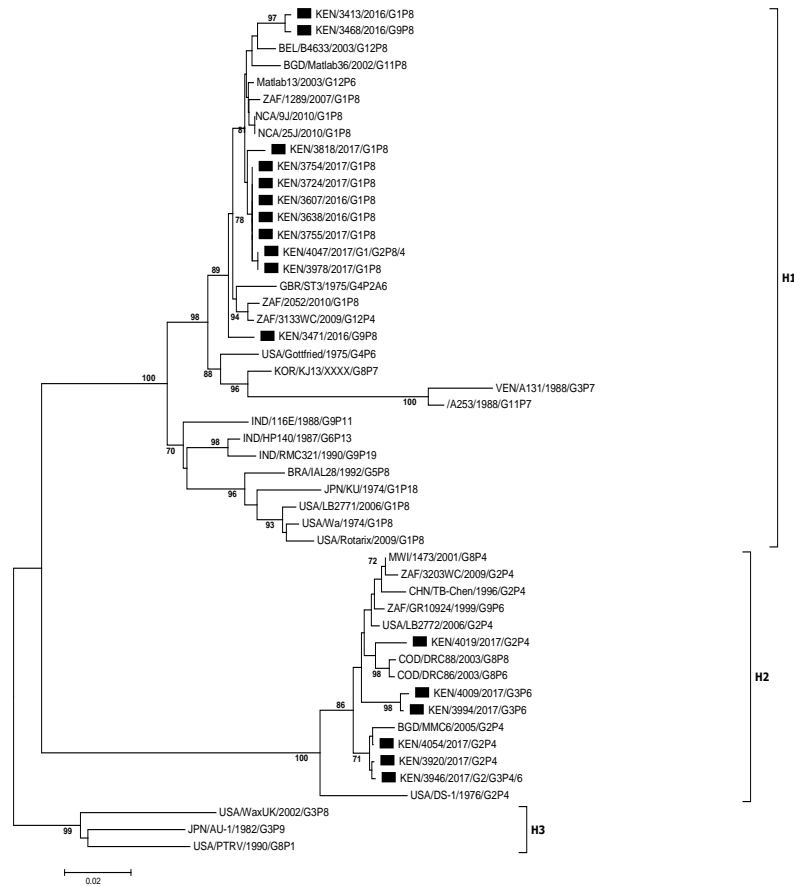 97
KEN/3413/2016/G1P8
KEN/3468/2016/G9P8
BEL/B4633/2003/G12P8
BGD/Matlab36/2002/G11P8
Matlab13/2003/G12P6
ZAF/1289/2007/G1P8
NCA/9J/2010/G1P8
NCA/25J/2010/G1P8
KEN/3818/2017/G1P8
KEN/3754/2017/G1P8
KEN/3724/2017/G1P8
KEN/3607/2016/G1P8
78
KEN/3638/2016/G1P8
KEN/3755/2017/G1P8
KEN/4047/2017/G1/G2P8/4
89
KEN/3978/2017/G1P8
H1
GBR/ST3/1975/G4P2A6
ZAF/2052/2010/G1P8
94
ZAF/3133WC/2009/G12P4
98
KEN/3471/2016/G9P8
USA/Gottfried/1975/G4P6
88
KOR/KJ13/XXXX/G8P7
100
96
VEN/A131/1988/G3P7
100
/A253/1988/G11P7
IND/116E/1988/G9P11
98
IND/HP140/1987/G6P13
70
IND/RMC321/1990/G9P19
BRA/IAL28/1992/G5P8
96
JPN/KU/1974/G1P18
USA/LB2771/2006/G1P8
93
USA/Wa/1974/G1P8
USA/Rotarix/2009/G1P8
72
MWI/1473/2001/G8P4
ZAF/3203WC/2009/G2P4
CHN/TB-Chen/1996/G2P4
ZAF/GR10924/1999/G9P6
USA/LB2772/2006/G2P4
KEN/4019/2017/G2P4
COD/DRC88/2003/G8P8
98
COD/DRC86/2003/G8P6
H2
KEN/4009/2017/G3P6
86
98
KEN/3994/2017/G3P6
BGD/MMC6/2005/G2P4
KEN/4054/2017/G2P4
71
100
KEN/3920/2017/G2P4
KEN/3946/2017/G2/G3P4/6
USA/DS-1/1976/G2P4
USA/WaxUK/2002/G3P8
99
JPN/AU-1/1982/G3P9
H3
USA/PTRV/1990/G8P1
0.02